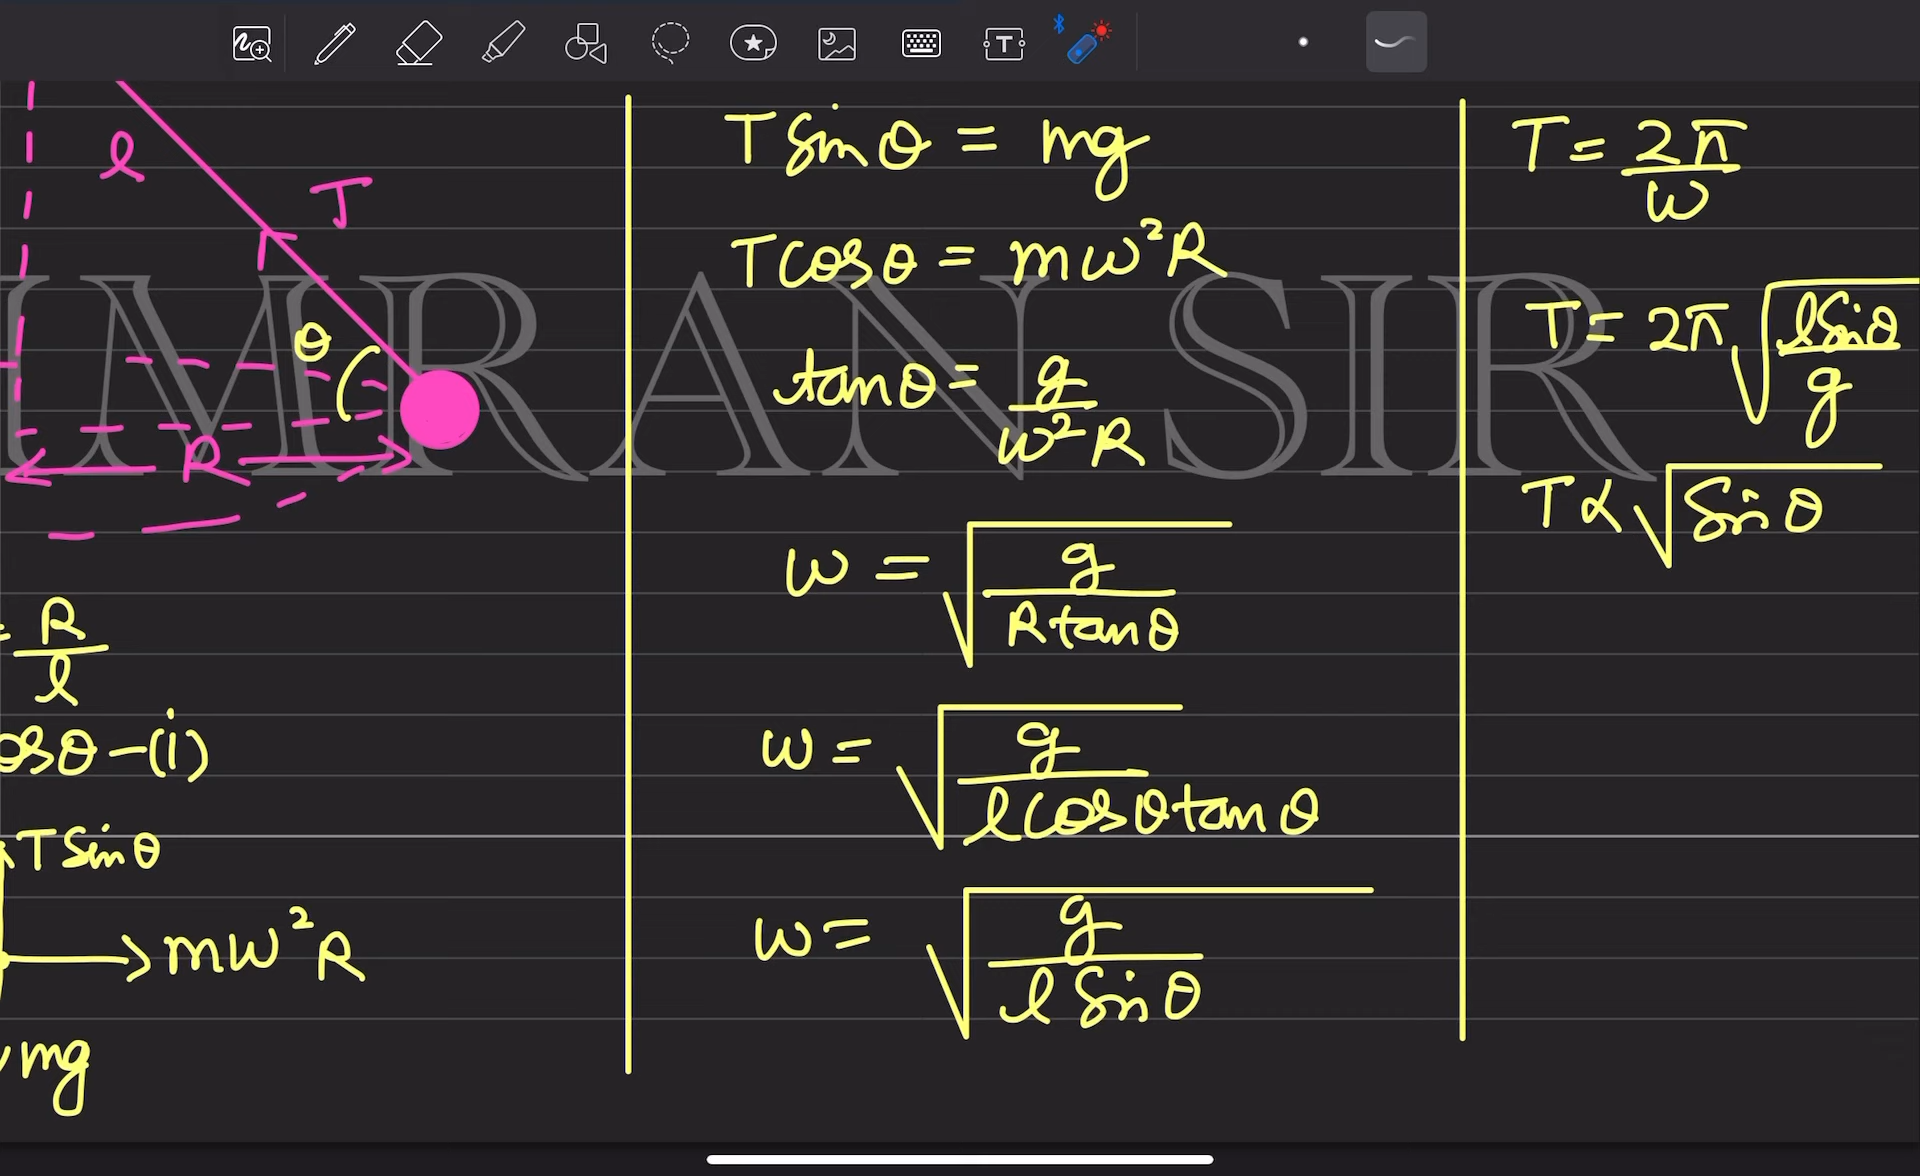 l
T
θ
R
= R/l
cosθ -(i)
T sinθ
mω²R
mg
T sinθ = mg
T cosθ = mω²R
tanθ = g/ω²R
ω = √(g/R tanθ)
ω = √(g/l cosθ tanθ)
ω = √(g/l sinθ)
T = 2π/ω
T = 2π √(l sinθ/g)
T ∝ √sinθ
IMRAN SIR